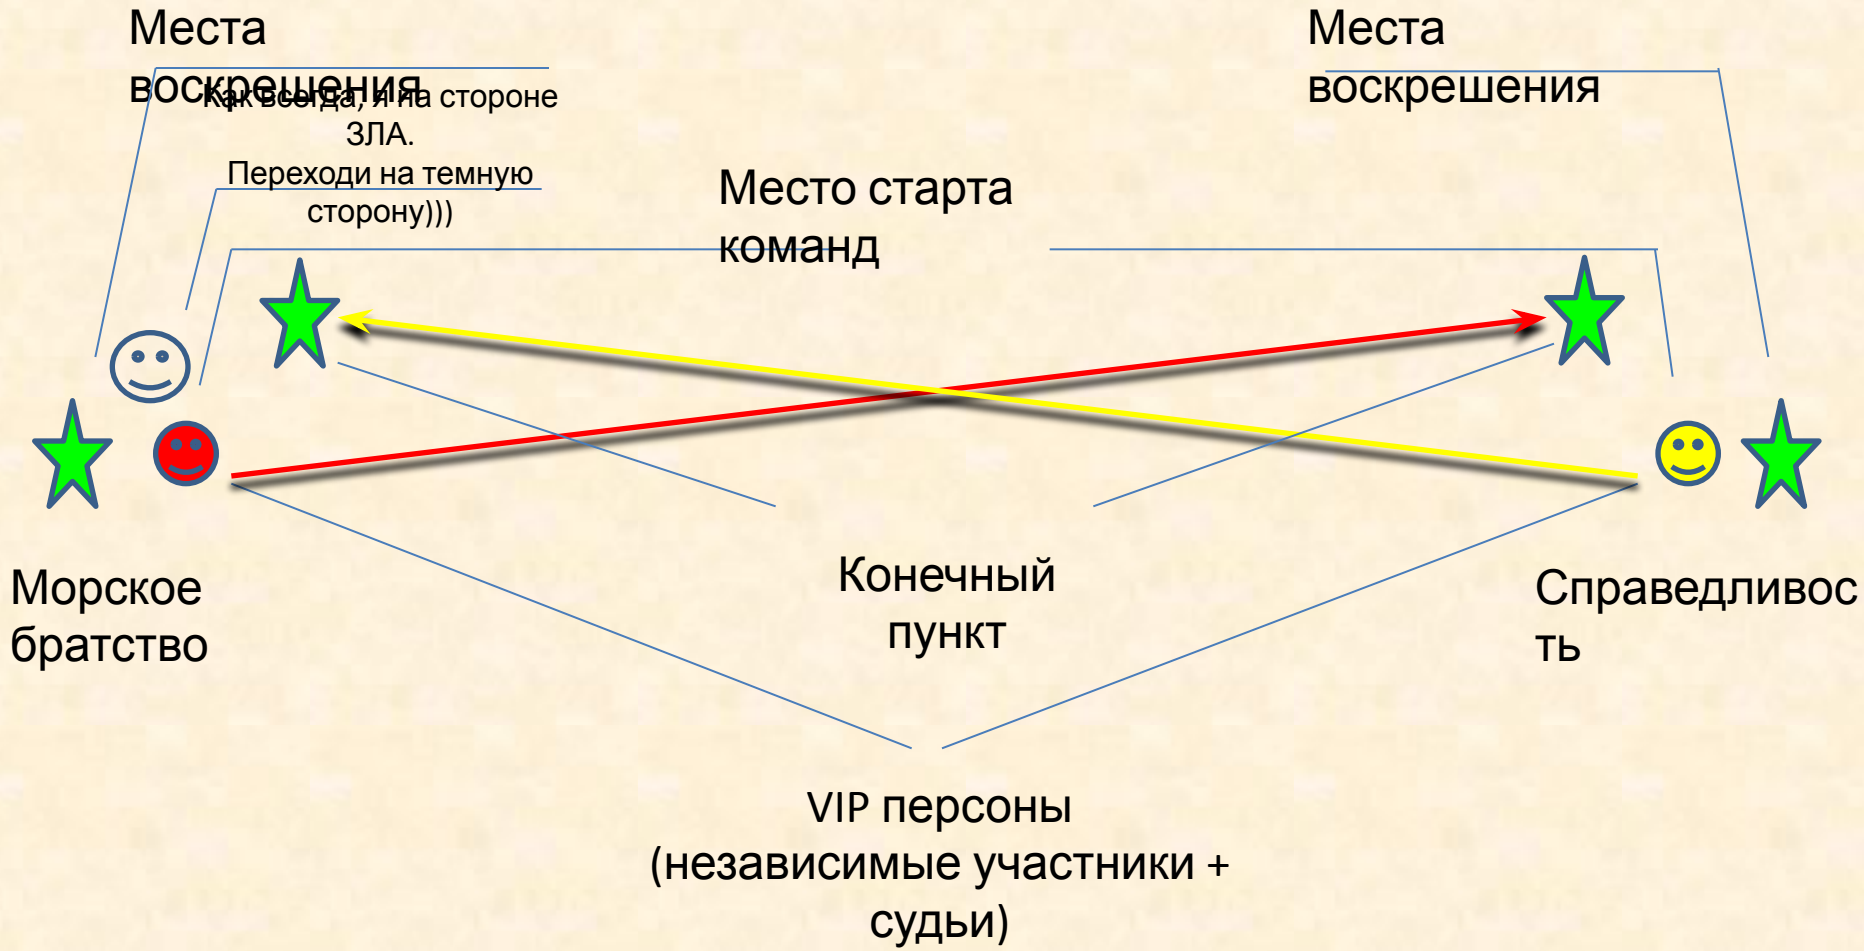 Места
воскрешения
Как всегда, я на стороне
ЗЛА.
Переходи на темную
сторону)))
Места
воскрешения
Место старта
команд
Конечный
пункт
Морское
братство
Справедливос
ть
VIP персоны
(независимые участники +
судьи)